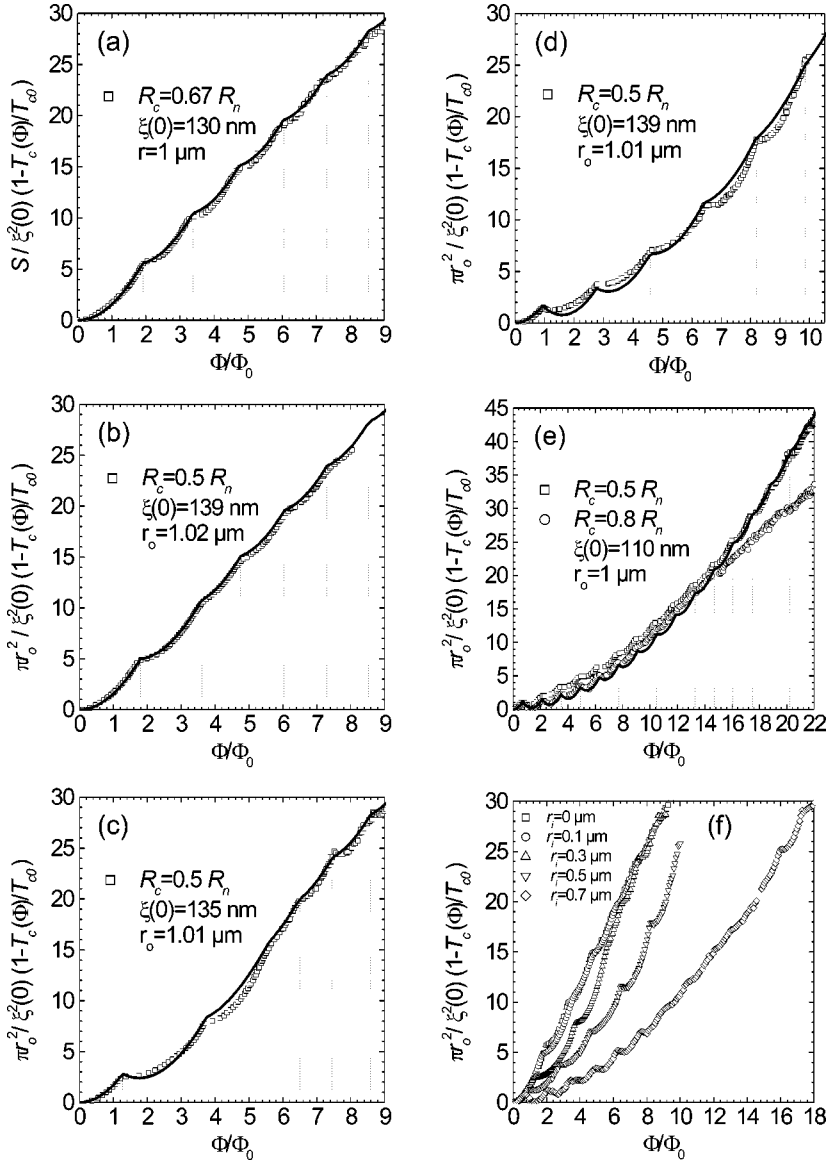 (a)
R_c=0.67 R_n
ξ(0)=130 nm
r=1 μm
S / ξ²(0) (1-T_c(Φ)/T_c0)
30
25
20
15
10
5
0
0 1 2 3 4 5 6 7 8 9
Φ/Φ₀
(d)
R_c=0.5 R_n
ξ(0)=139 nm
r_o=1.01 μm
πr_o² / ξ²(0) (1-T_c(Φ)/T_c0)
30
25
20
15
10
5
0
0 1 2 3 4 5 6 7 8 9 10
Φ/Φ₀
(b)
R_c=0.5 R_n
ξ(0)=139 nm
r_o=1.02 μm
πr_o² / ξ²(0) (1-T_c(Φ)/T_c0)
30
25
20
15
10
5
0
0 1 2 3 4 5 6 7 8 9
Φ/Φ₀
(e)
R_c=0.5 R_n
R_c=0.8 R_n
ξ(0)=110 nm
r_o=1 μm
πr_o² / ξ²(0) (1-T_c(Φ)/T_c0)
45
40
35
30
25
20
15
10
5
0
0 2 4 6 8 10 12 14 16 18 20 22
Φ/Φ₀
(c)
R_c=0.5 R_n
ξ(0)=135 nm
r_o=1.01 μm
πr_o² / ξ²(0) (1-T_c(Φ)/T_c0)
30
25
20
15
10
5
0
0 1 2 3 4 5 6 7 8 9
Φ/Φ₀
(f)
r_i=0 μm
r_i=0.1 μm
r_i=0.3 μm
r_i=0.5 μm
r_i=0.7 μm
πr_o² / ξ²(0) (1-T_c(Φ)/T_c0)
30
25
20
15
10
5
0
0 2 4 6 8 10 12 14 16 18
Φ/Φ₀